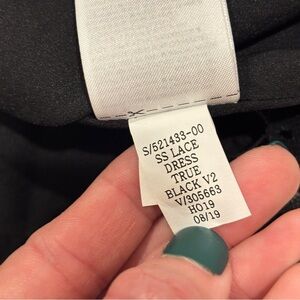 S/521433-00
SS LACE
DRESS
TRUE
BLACK V2
V/305663
HO19
08/19